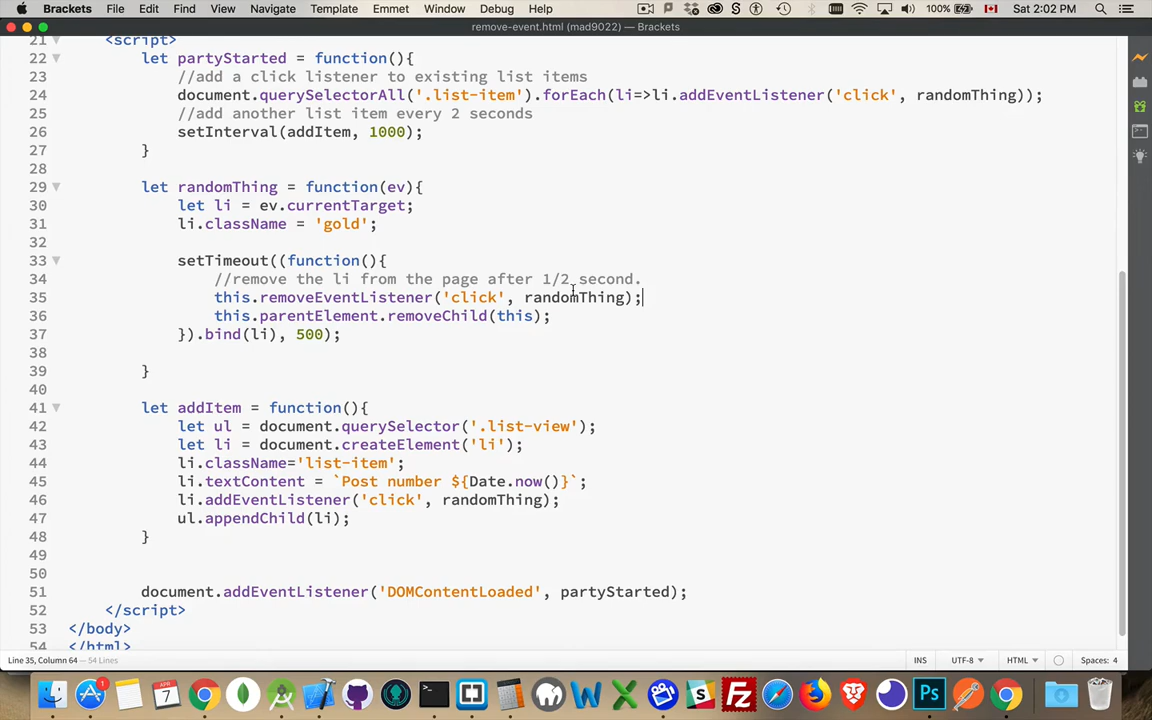 Brackets File Edit Find View Navigate Template Emmet Window Debug Help 100% Sat 2:02 PM
remove-event.html (mad9022) — Brackets
21 <script>
22 let partyStarted = function(){
23 //add a click listener to existing list items
24 document.querySelectorAll('.list-item').forEach(li=>li.addEventListener('click', randomThing));
25 //add another list item every 2 seconds
26 setInterval(addItem, 1000);
27 }
28
29 let randomThing = function(ev){
30 let li = ev.currentTarget;
31 li.className = 'gold';
32
33 setTimeout((function(){
34 //remove the li from the page after 1/2 second.
35 this.removeEventListener('click', randomThing);
36 this.parentElement.removeChild(this);
37 }).bind(li), 500);
38
39 }
40
41 let addItem = function(){
42 let ul = document.querySelector('.list-view');
43 let li = document.createElement('li');
44 li.className='list-item';
45 li.textContent = `Post number ${Date.now()}`;
46 li.addEventListener('click', randomThing);
47 ul.appendChild(li);
48 }
49
50
51 document.addEventListener('DOMContentLoaded', partyStarted);
52 </script>
53 </body>
54 </html>
Line 35, Column 64 — 54 Lines INS UTF-8 HTML Spaces: 4